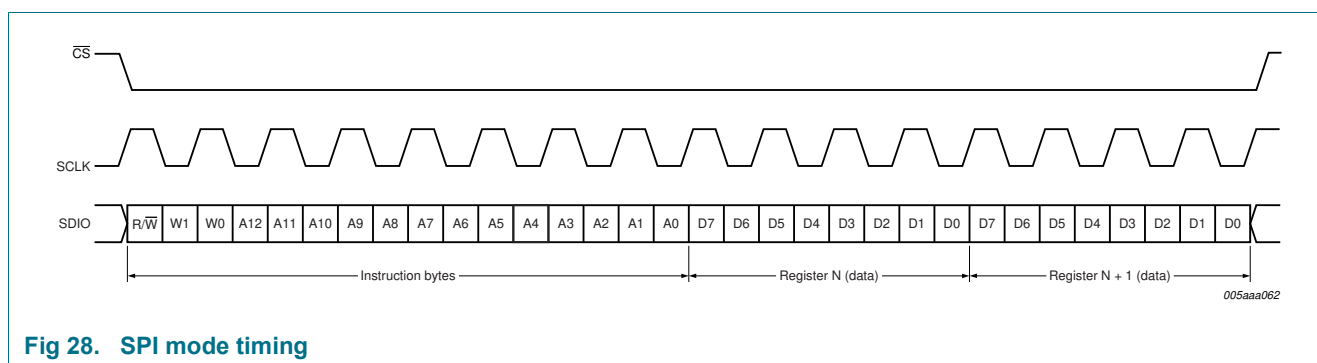 CS
SCLK
SDIO R/W W1 W0 A12 A11 A10 A9 A8 A7 A6 A5 A4 A3 A2 A1 A0 D7 D6 D5 D4 D3 D2 D1 D0 D7 D6 D5 D4 D3 D2 D1 D0
Instruction bytes Register N (data) Register N + 1 (data)
005aaa062
Fig 28. SPI mode timing